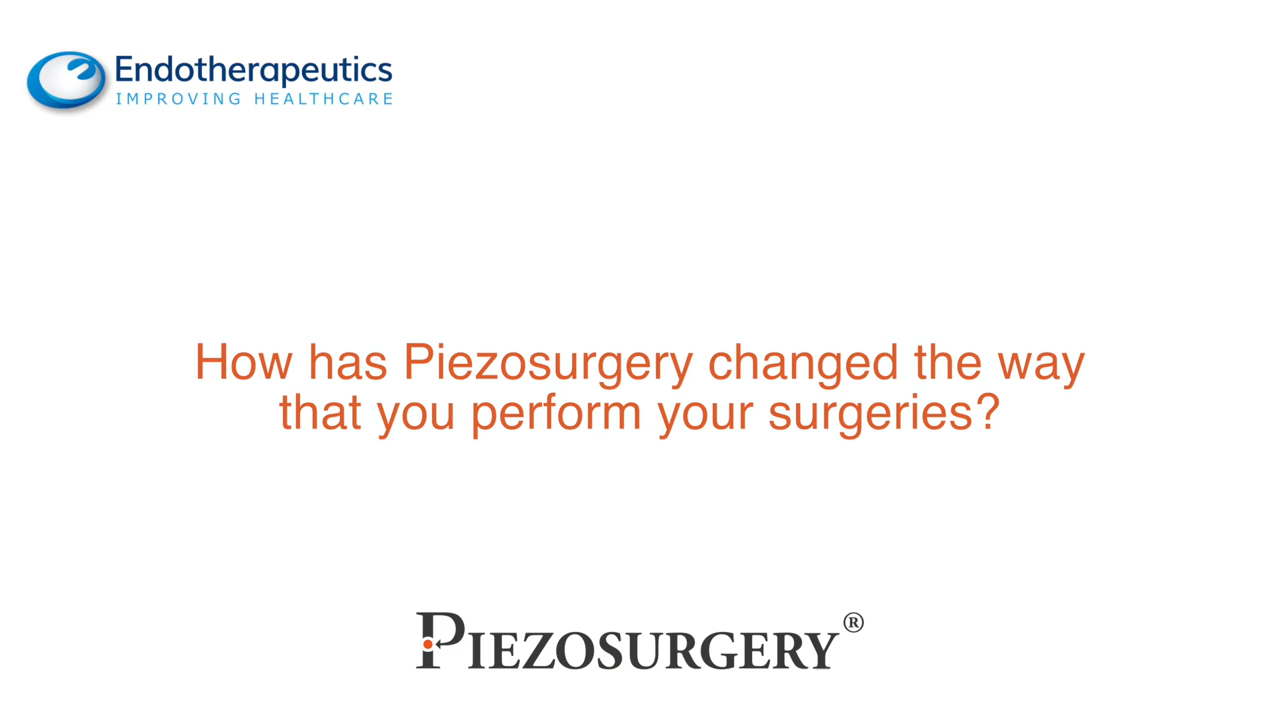 Endotherapeutics
IMPROVING HEALTHCARE
How has Piezosurgery changed the way
that you perform your surgeries?
PIEZOSURGERY®